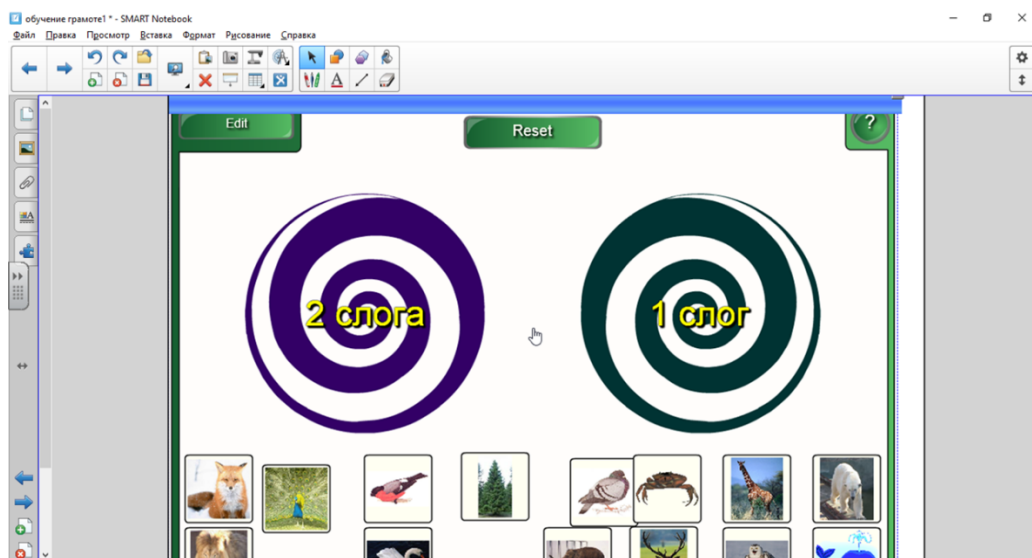 обучение грамоте1 * - SMART Notebook
Файл Правка Просмотр Вставка Формат Рисование Справка
Edit
Reset
?
2 слога
1 слог